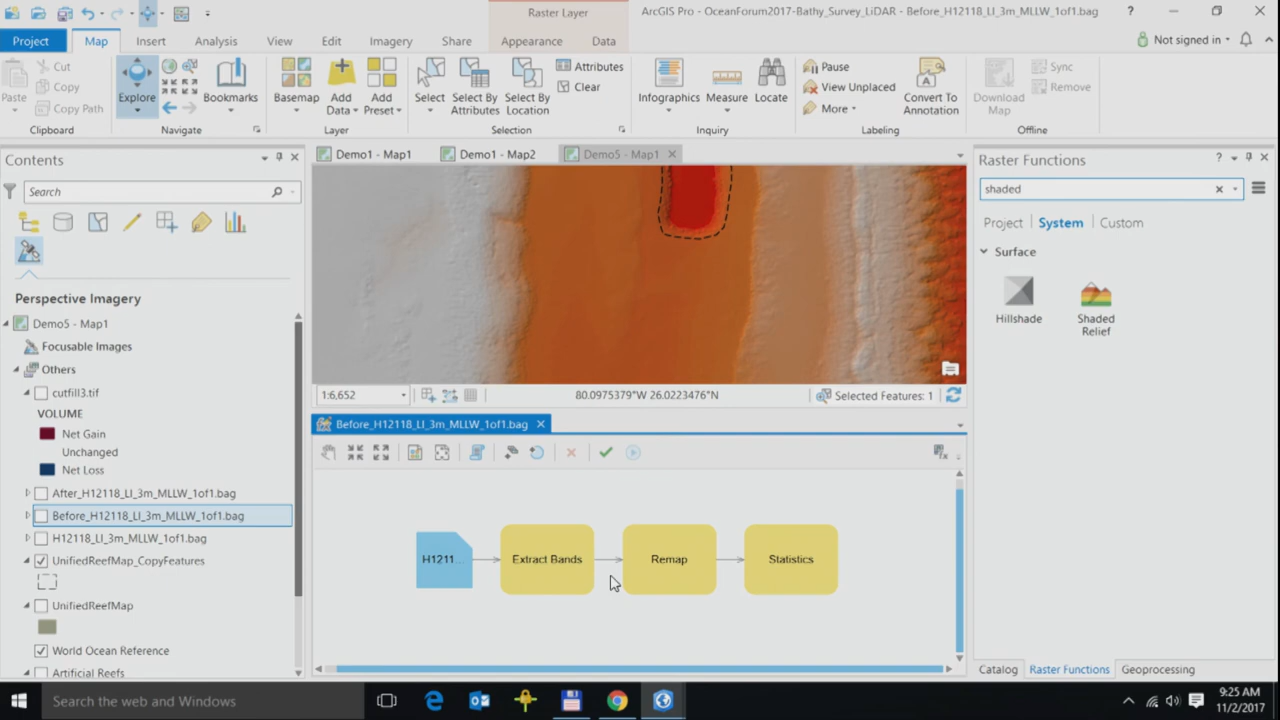 Raster Layer
ArcGIS Pro - OceanForum2017-Bathy_Survey_LiDAR - Before_H12118_LI_3m_MLLW_1of1.bag
?
Project Map Insert Analysis View Edit Imagery Share Appearance Data
Not signed in
Paste
Cut
Copy
Copy Path
Clipboard
Explore
Bookmarks
Navigate
Basemap
Add Data
Add Preset
Layer
Select
Select By Attributes
Select By Location
Attributes
Clear
Selection
Infographics
Measure
Locate
Inquiry
Pause
View Unplaced
More
Convert To Annotation
Labeling
Download Map
Sync
Remove
Offline
Contents
Search
Perspective Imagery
Demo5 - Map1
Focusable Images
Others
cutfill3.tif
VOLUME
Net Gain
Unchanged
Net Loss
After_H12118_LI_3m_MLLW_1of1.bag
Before_H12118_LI_3m_MLLW_1of1.bag
H12118_LI_3m_MLLW_1of1.bag
UnifiedReefMap_CopyFeatures
UnifiedReefMap
World Ocean Reference
Artificial Reefs
Demo1 - Map1 Demo1 - Map2 Demo5 - Map1
1:6,652
80.0975379°W 26.0223476°N
Selected Features: 1
Before_H12118_LI_3m_MLLW_1of1.bag
H1211...
Extract Bands
Remap
Statistics
Raster Functions
?
shaded
Project System Custom
Surface
Hillshade
Shaded Relief
Catalog Raster Functions Geoprocessing
Search the web and Windows
9:25 AM
11/2/2017